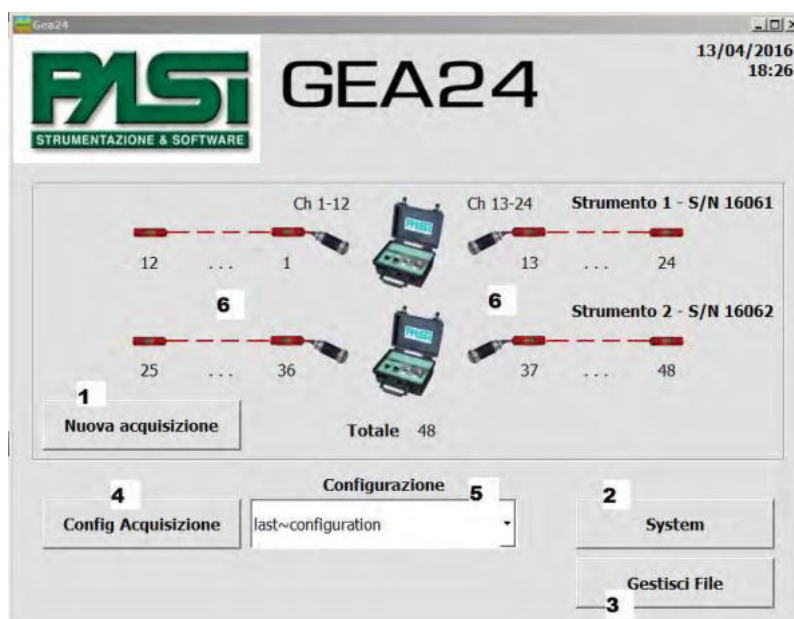 Gea24
PASI
STRUMENTAZIONE & SOFTWARE
GEA24
13/04/2016
18:26
Ch 1-12
Ch 13-24
Strumento 1 - S/N 16061
PASI
12 ... 1
13 ... 24
6
6
Strumento 2 - S/N 16062
PASI
25 ... 36
37 ... 48
1
Nuova acquisizione
Totale 48
Configurazione
4
5
2
Config Acquisizione
last~configuration
System
Gestisci File
3